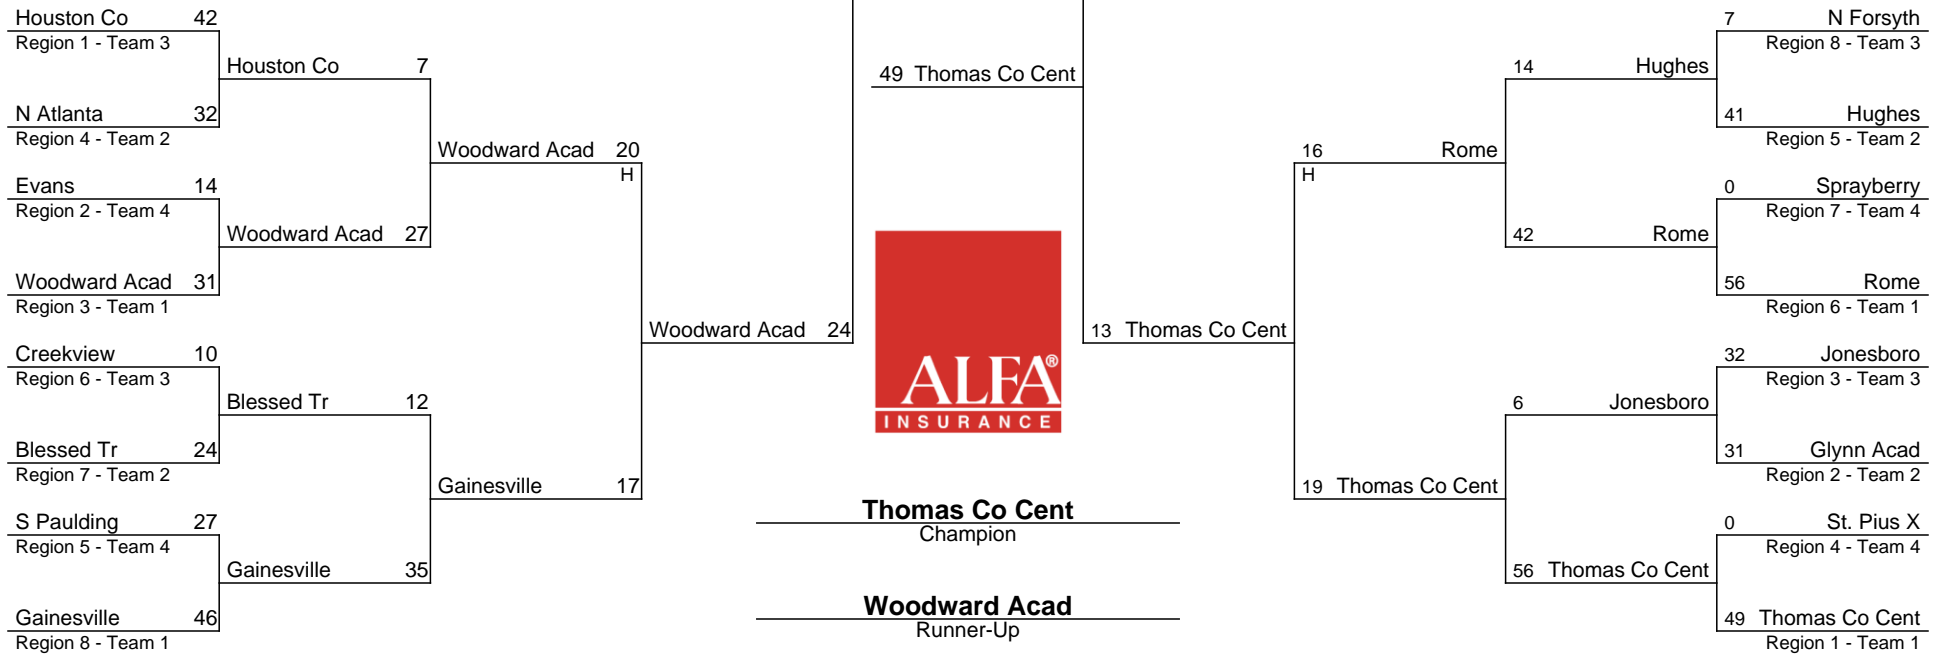 Houston Co 42
Region 1 - Team 3
Houston Co 7
N Atlanta 32
Region 4 - Team 2
Woodward Acad 20
H
Evans 14
Region 2 - Team 4
Woodward Acad 27
Woodward Acad 31
Region 3 - Team 1
Woodward Acad 24
Creekview 10
Region 6 - Team 3
Blessed Tr 12
Blessed Tr 24
Region 7 - Team 2
Gainesville 17
S Paulding 27
Region 5 - Team 4
Gainesville 35
Gainesville 46
Region 8 - Team 1
49 Thomas Co Cent
ALFA®
INSURANCE
Thomas Co Cent
Champion
Woodward Acad
Runner-Up
7 N Forsyth
Region 8 - Team 3
14 Hughes
41 Hughes
Region 5 - Team 2
16 Rome
H
0 Sprayberry
Region 7 - Team 4
42 Rome
56 Rome
Region 6 - Team 1
13 Thomas Co Cent
32 Jonesboro
Region 3 - Team 3
6 Jonesboro
31 Glynn Acad
Region 2 - Team 2
19 Thomas Co Cent
0 St. Pius X
Region 4 - Team 4
56 Thomas Co Cent
49 Thomas Co Cent
Region 1 - Team 1